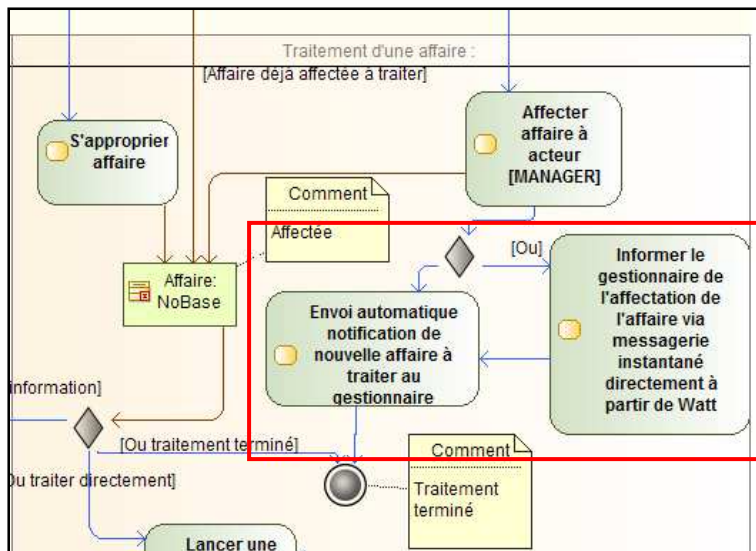 Traitement d'une affaire :
[Affaire déjà affectée à traiter]
S'approprier
affaire
Affecter
affaire à
acteur
[MANAGER]
Comment
Affectée
[Ou]
Informer le
gestionnaire de
l'affectation de
l'affaire via
messagerie
instantané
directement à
partir de Watt
Affaire:
NoBase
Envoi automatique
notification de
nouvelle affaire à
traiter au
gestionnaire
information]
[Ou traitement terminé]
Comment
Traitement
terminé
Ou traiter directement]
Lancer une